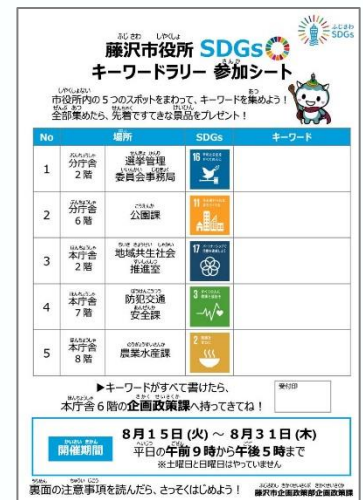 ふじさわ
SDGs
藤沢市役所 SDGs
キーワードラリー 参加シート
市役所内の5つのスポットをまわって、キーワードを集めよう！
全部集めたら、先着ですてきな景品をプレゼント！
No 場所 SDGs キーワード
1 分庁舎 2階 選挙管理委員会事務局 16
2 分庁舎 6階 公園課 11
3 本庁舎 2階 地域共生社会推進室 17
4 本庁舎 7階 防犯交通安全課 3
5 本庁舎 8階 農業水産課 2
▶キーワードがすべて書けたら、
本庁舎6階の企画政策課へ持ってきてね！
受付印
開催期間
8月15日(火)～8月31日(木)
平日の午前9時から午後5時まで
※土曜日と日曜日はやっていません
裏面の注意事項を読んだら、さっそくはじめよう！
藤沢市企画政策部企画政策課